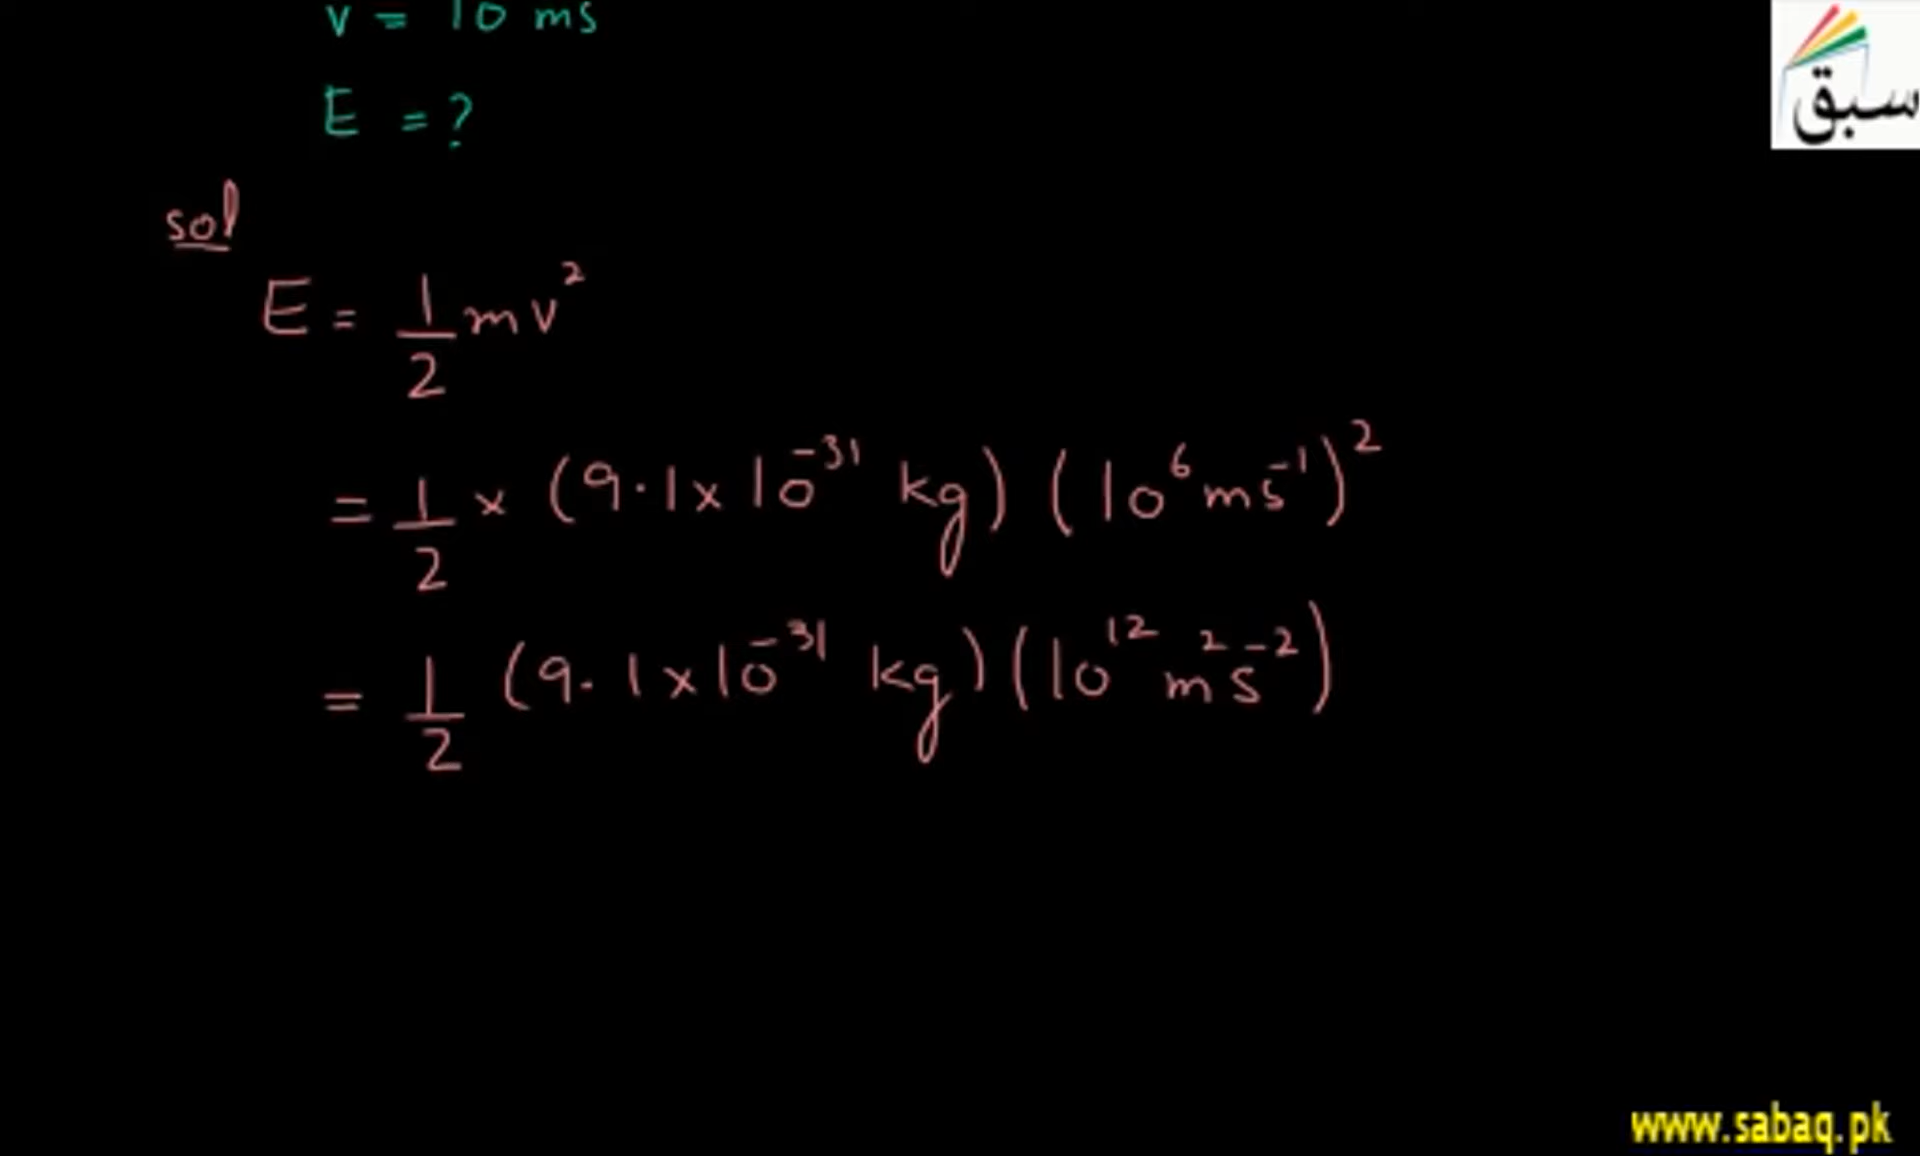 v = 10 ms
سبق
E = ?
sol
E = 1/2 mv²
= 1/2 × (9.1 × 10⁻³¹ kg) (10⁶ ms⁻¹)²
= 1/2 (9.1 × 10⁻³¹ kg) (10¹² m² s⁻²)
www.sabaq.pk